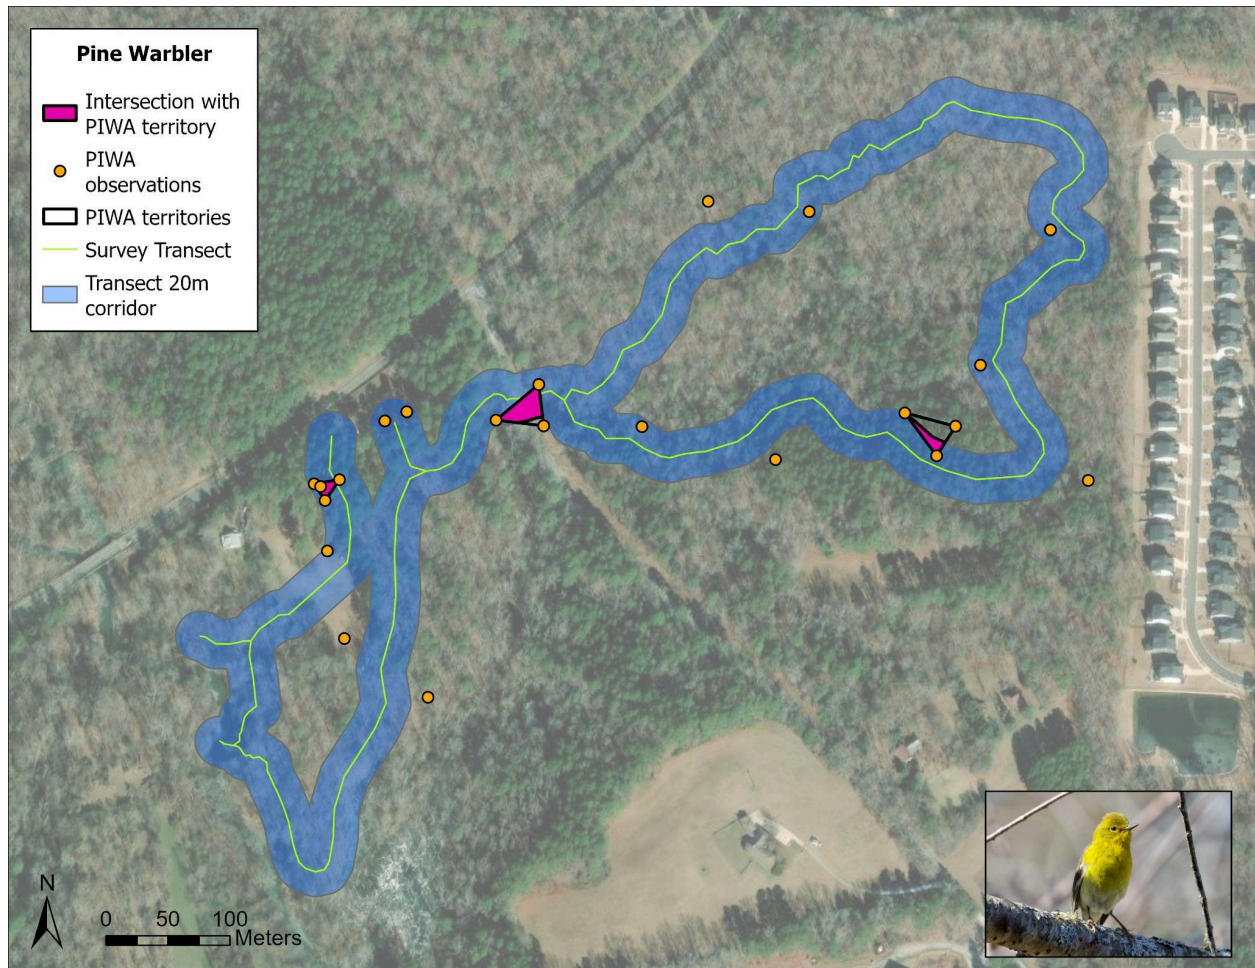 Pine Warbler
Intersection with
PIWA territory
PIWA
observations
PIWA territories
Survey Transect
Transect 20m
corridor
N
0 50 100
Meters